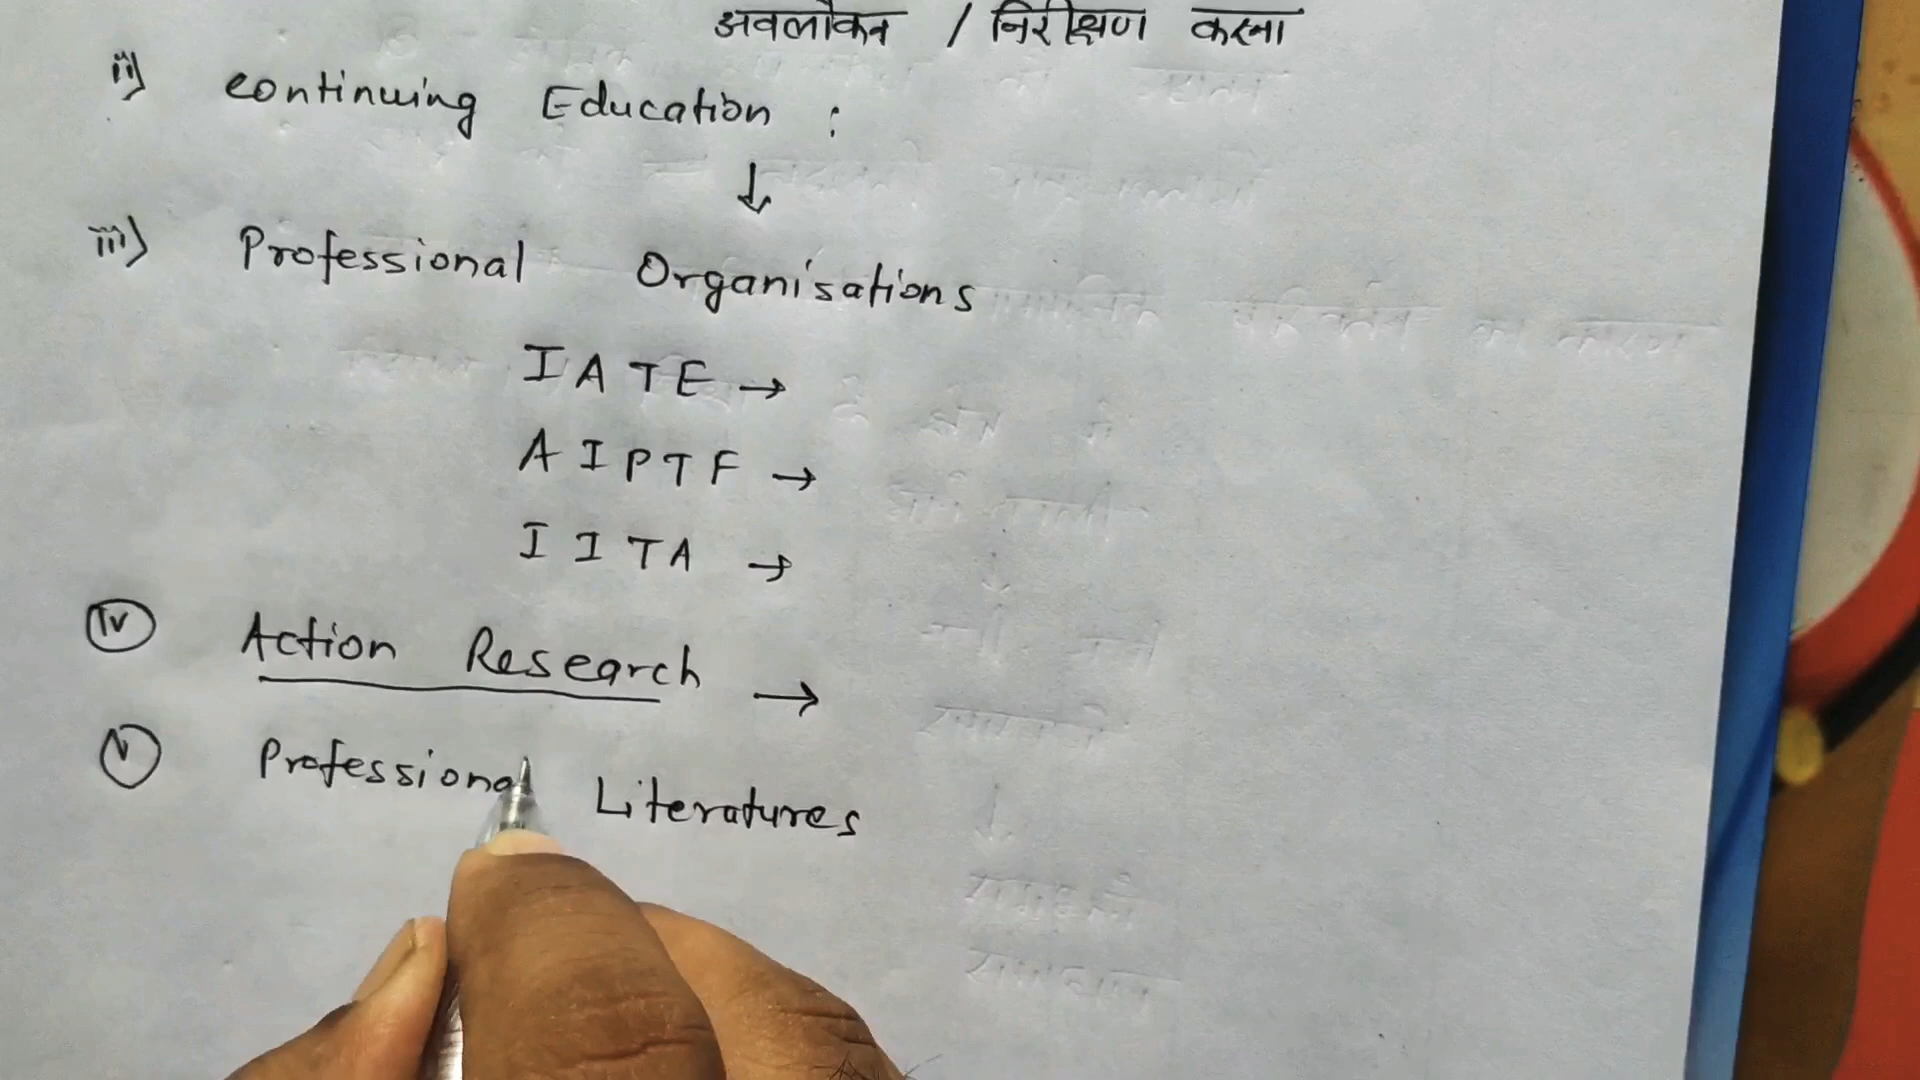 अवलोकन / निरीक्षण करना
ii) continuing Education :
↓
iii) Professional Organisations
IATE →
AIPTF →
IITA →
iv Action Research →
v Professional Literatures